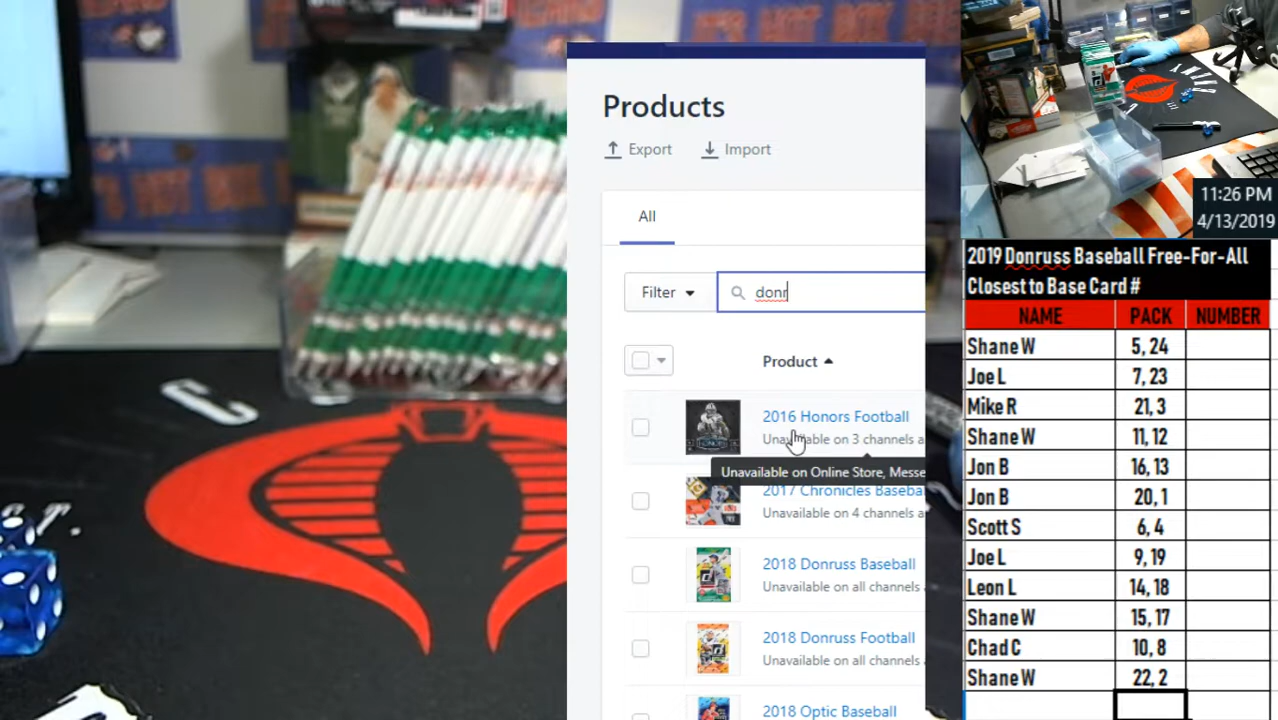 Products
Export Import
All
Filter donr
Product
2016 Honors Football
Unavailable on 3 channels a
Unavailable on Online Store, Messe
2017 Chronicles Baseba
Unavailable on 4 channels a
2018 Donruss Baseball
Unavailable on all channels a
2018 Donruss Football
Unavailable on all channels a
2018 Optic Baseball
11:26 PM
4/13/2019
2019 Donruss Baseball Free-For-All
Closest to Base Card #
NAME PACK NUMBER
Shane W 5, 24
Joe L 7, 23
Mike R 21, 3
Shane W 11, 12
Jon B 16, 13
Jon B 20, 1
Scott S 6, 4
Joe L 9, 19
Leon L 14, 18
Shane W 15, 17
Chad C 10, 8
Shane W 22, 2